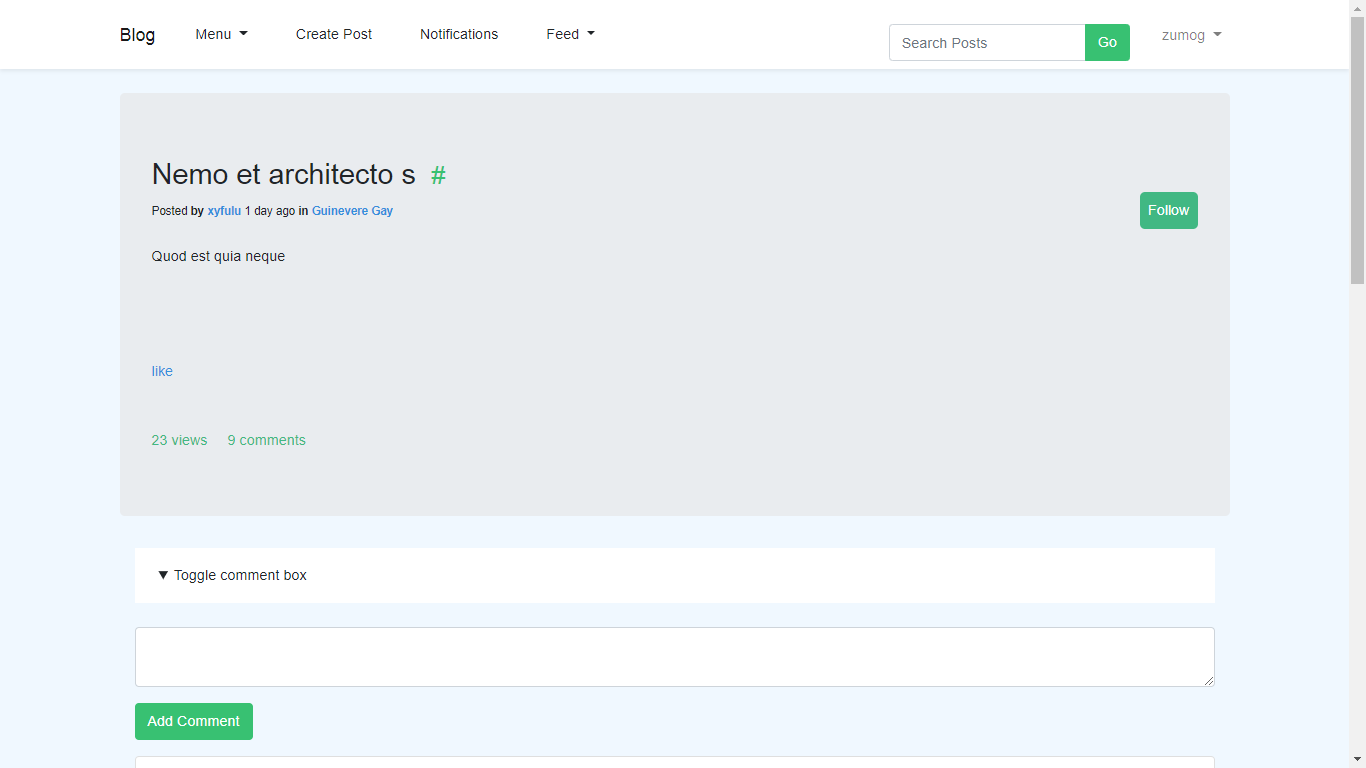 Blog Menu Create Post Notifications Feed Search Posts Go zumog
Nemo et architecto s #
Posted by xyfulu 1 day ago in Guinevere Gay
Follow
Quod est quia neque
like
23 views 9 comments
Toggle comment box
Add Comment